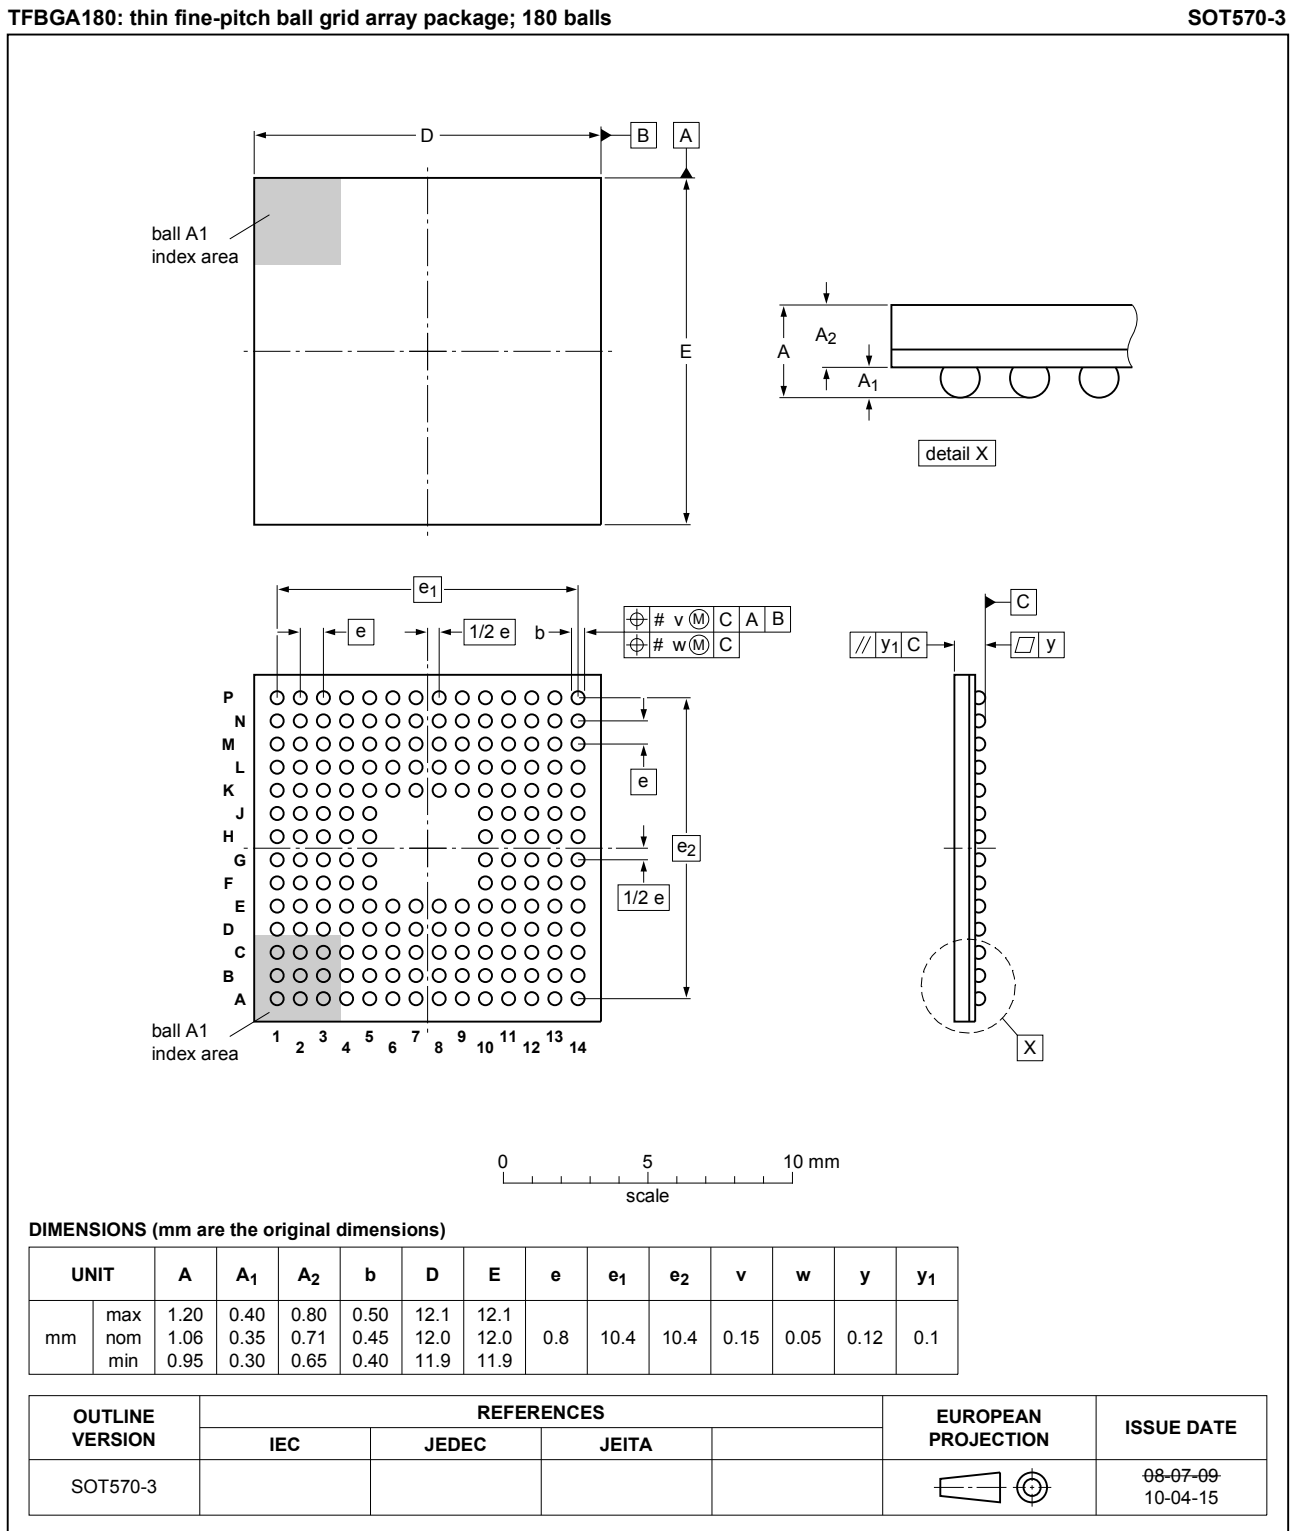 TFBGA180: thin fine-pitch ball grid array package; 180 balls
SOT570-3
D
B
A
ball A1
index area
E
A
A2
A1
detail X
e1
e
1/2 e
b
# v Ⓜ C A B
# w Ⓜ C
C
// y1 C
y
P
N
M
L
K
J
H
G
F
E
D
C
B
A
e
e2
1/2 e
ball A1
index area
1 2 3 4 5 6 7 8 9 10 11 12 13 14
X
0 5 10 mm
scale
DIMENSIONS (mm are the original dimensions)
UNIT A A1 A2 b D E e e1 e2 v w y y1
mm
max 1.20 0.40 0.80 0.50 12.1 12.1
nom 1.06 0.35 0.71 0.45 12.0 12.0 0.8 10.4 10.4 0.15 0.05 0.12 0.1
min 0.95 0.30 0.65 0.40 11.9 11.9
OUTLINE
VERSION
REFERENCES
EUROPEAN
PROJECTION
ISSUE DATE
IEC JEDEC JEITA
SOT570-3
08-07-09
10-04-15